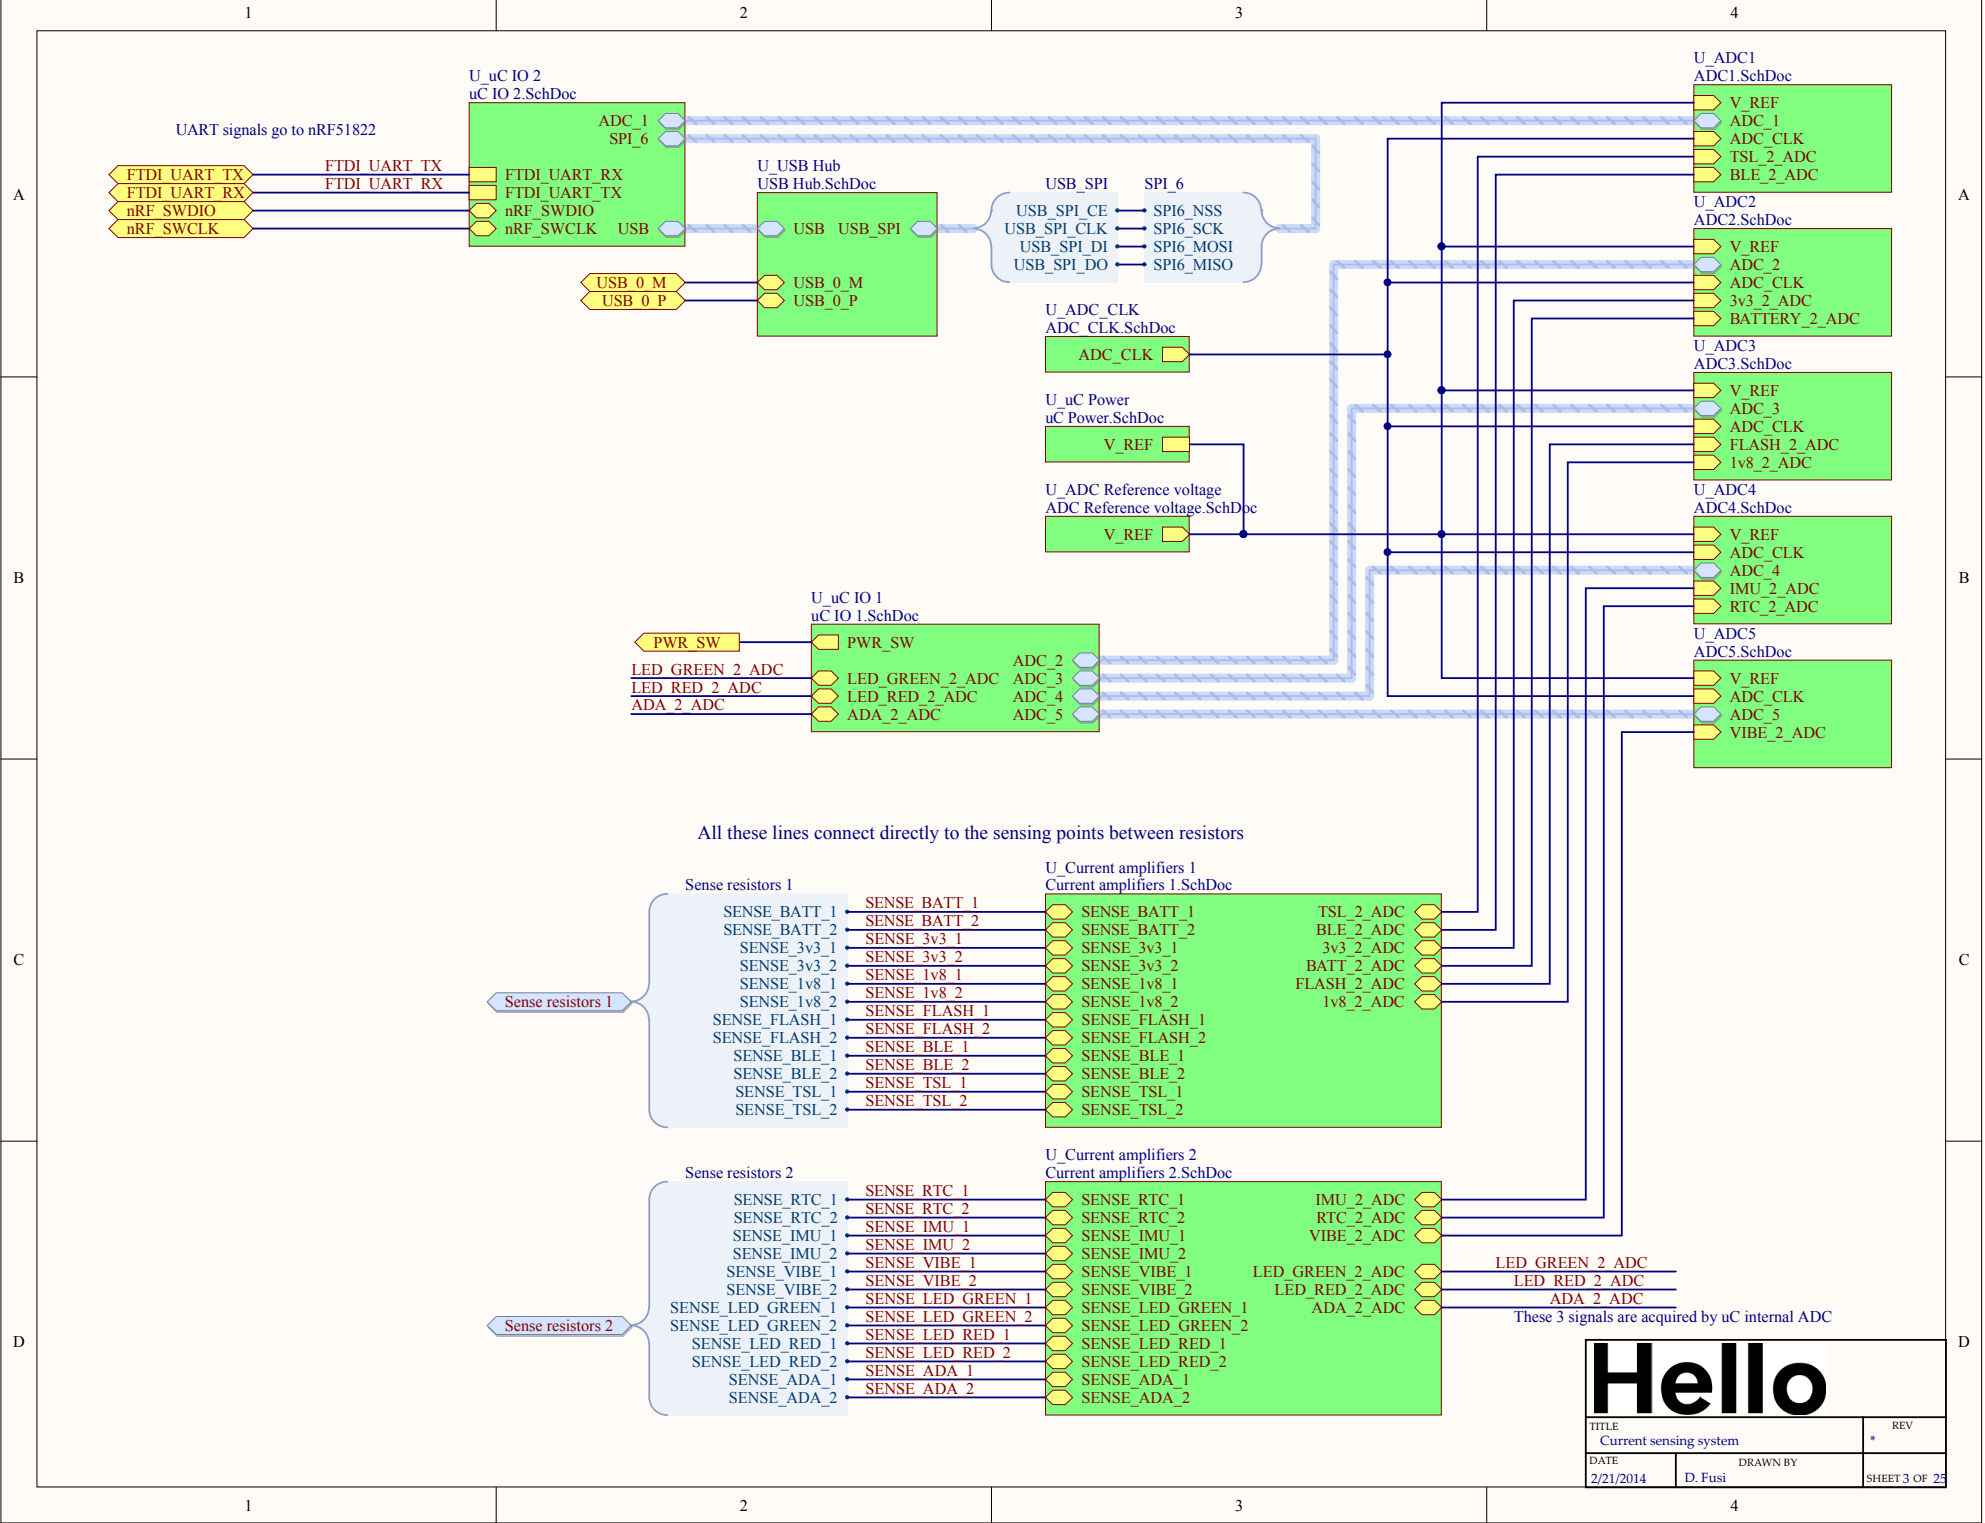 1
2
3
4
A
B
C
D
A
B
C
D
U_uC IO 2
uC IO 2.SchDoc
UART signals go to nRF51822
FTDI_UART_TX
FTDI_UART_RX
nRF_SWDIO
nRF_SWCLK
FTDI_UART_TX
FTDI_UART_RX
ADC_1
SPI_6
FTDI_UART_RX
FTDI_UART_TX
nRF_SWDIO
nRF_SWCLK
USB
U_USB Hub
USB Hub.SchDoc
USB
USB_SPI
USB_0_M
USB_0_P
USB_0_M
USB_0_P
USB_SPI
SPI_6
USB_SPI_CE
SPI6_NSS
USB_SPI_CLK
SPI6_SCK
USB_SPI_DI
SPI6_MOSI
USB_SPI_DO
SPI6_MISO
U_ADC_CLK
ADC_CLK.SchDoc
ADC_CLK
U_uC Power
uC Power.SchDoc
V_REF
U_ADC Reference voltage
ADC Reference voltage.SchDoc
V_REF
U_ADC1
ADC1.SchDoc
V_REF
ADC_1
ADC_CLK
TSL_2_ADC
BLE_2_ADC
U_ADC2
ADC2.SchDoc
V_REF
ADC_2
ADC_CLK
3v3_2_ADC
BATTERY_2_ADC
U_ADC3
ADC3.SchDoc
V_REF
ADC_3
ADC_CLK
FLASH_2_ADC
1v8_2_ADC
U_ADC4
ADC4.SchDoc
V_REF
ADC_CLK
ADC_4
IMU_2_ADC
RTC_2_ADC
U_ADC5
ADC5.SchDoc
V_REF
ADC_CLK
ADC_5
VIBE_2_ADC
U_uC IO 1
uC IO 1.SchDoc
PWR_SW
LED_GREEN_2_ADC
LED_RED_2_ADC
ADA_2_ADC
PWR_SW
LED_GREEN_2_ADC
LED_RED_2_ADC
ADA_2_ADC
ADC_2
ADC_3
ADC_4
ADC_5
All these lines connect directly to the sensing points between resistors
Sense resistors 1
Sense resistors 1
SENSE_BATT_1
SENSE_BATT_2
SENSE_3v3_1
SENSE_3v3_2
SENSE_1v8_1
SENSE_1v8_2
SENSE_FLASH_1
SENSE_FLASH_2
SENSE_BLE_1
SENSE_BLE_2
SENSE_TSL_1
SENSE_TSL_2
SENSE_BATT_1
SENSE_BATT_2
SENSE_3v3_1
SENSE_3v3_2
SENSE_1v8_1
SENSE_1v8_2
SENSE_FLASH_1
SENSE_FLASH_2
SENSE_BLE_1
SENSE_BLE_2
SENSE_TSL_1
SENSE_TSL_2
U_Current amplifiers 1
Current amplifiers 1.SchDoc
SENSE_BATT_1
SENSE_BATT_2
SENSE_3v3_1
SENSE_3v3_2
SENSE_1v8_1
SENSE_1v8_2
SENSE_FLASH_1
SENSE_FLASH_2
SENSE_BLE_1
SENSE_BLE_2
SENSE_TSL_1
SENSE_TSL_2
TSL_2_ADC
BLE_2_ADC
3v3_2_ADC
BATT_2_ADC
FLASH_2_ADC
1v8_2_ADC
Sense resistors 2
Sense resistors 2
SENSE_RTC_1
SENSE_RTC_2
SENSE_IMU_1
SENSE_IMU_2
SENSE_VIBE_1
SENSE_VIBE_2
SENSE_LED_GREEN_1
SENSE_LED_GREEN_2
SENSE_LED_RED_1
SENSE_LED_RED_2
SENSE_ADA_1
SENSE_ADA_2
SENSE_RTC_1
SENSE_RTC_2
SENSE_IMU_1
SENSE_IMU_2
SENSE_VIBE_1
SENSE_VIBE_2
SENSE_LED_GREEN_1
SENSE_LED_GREEN_2
SENSE_LED_RED_1
SENSE_LED_RED_2
SENSE_ADA_1
SENSE_ADA_2
U_Current amplifiers 2
Current amplifiers 2.SchDoc
SENSE_RTC_1
SENSE_RTC_2
SENSE_IMU_1
SENSE_IMU_2
SENSE_VIBE_1
SENSE_VIBE_2
SENSE_LED_GREEN_1
SENSE_LED_GREEN_2
SENSE_LED_RED_1
SENSE_LED_RED_2
SENSE_ADA_1
SENSE_ADA_2
IMU_2_ADC
RTC_2_ADC
VIBE_2_ADC
LED_GREEN_2_ADC
LED_RED_2_ADC
ADA_2_ADC
LED_GREEN_2_ADC
LED_RED_2_ADC
ADA_2_ADC
These 3 signals are acquired by uC internal ADC
Hello
TITLE
Current sensing system
REV
*
DATE
2/21/2014
DRAWN BY
D. Fusi
SHEET 3 OF 25
1
2
3
4